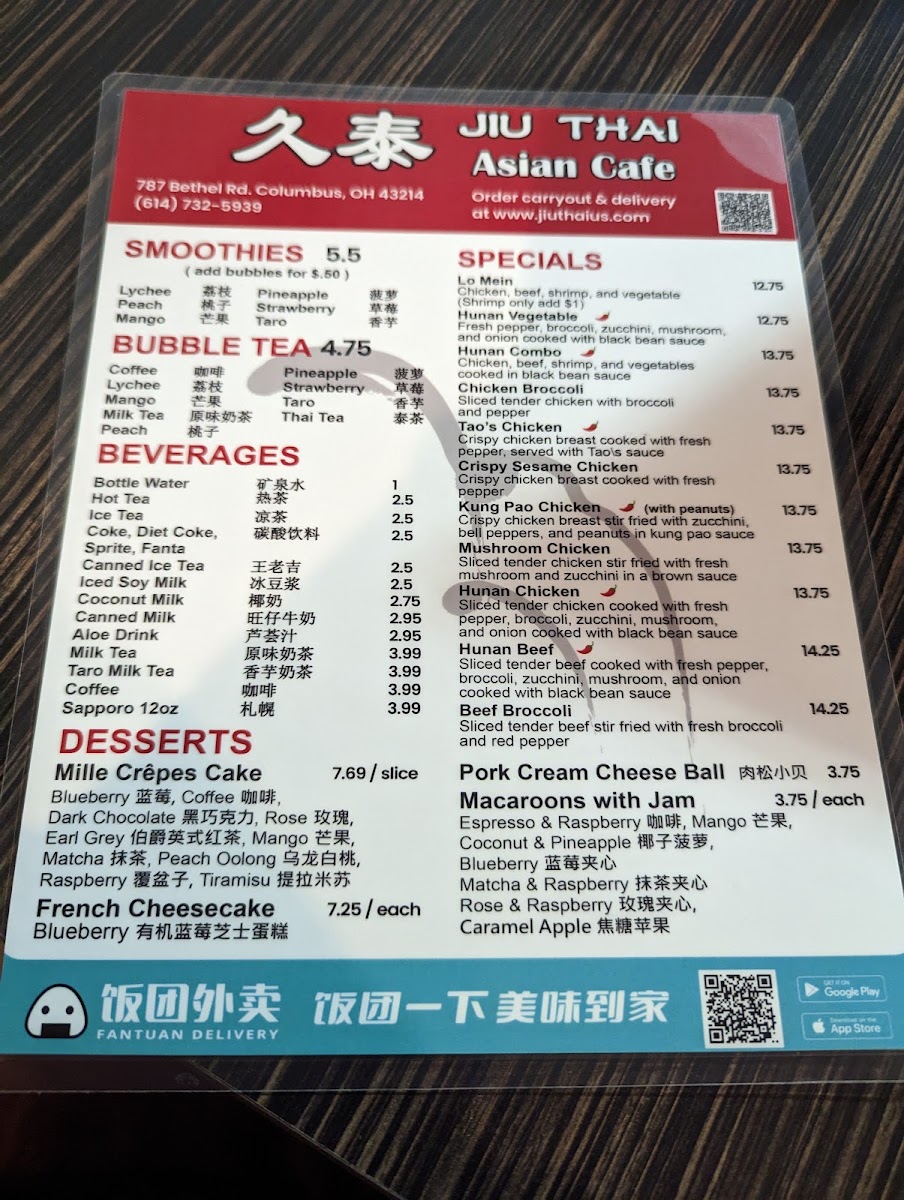 久泰 JIU THAI
Asian Cafe
787 Bethel Rd. Columbus, OH 43214
(614) 732-5939
Order carryout & delivery
at www.jiuthaius.com
SMOOTHIES 5.5
( add bubbles for $.50 )
Lychee 荔枝 Pineapple 菠萝
Peach 桃子 Strawberry 草莓
Mango 芒果 Taro 香芋
BUBBLE TEA 4.75
Coffee 咖啡 Pineapple 菠萝
Lychee 荔枝 Strawberry 草莓
Mango 芒果 Taro 香芋
Milk Tea 原味奶茶 Thai Tea 泰茶
Peach 桃子
BEVERAGES
Bottle Water 矿泉水 1
Hot Tea 热茶 2.5
Ice Tea 凉茶 2.5
Coke, Diet Coke, 碳酸饮料 2.5
Sprite, Fanta
Canned Ice Tea 王老吉 2.5
Iced Soy Milk 冰豆浆 2.5
Coconut Milk 椰奶 2.75
Canned Milk 旺仔牛奶 2.95
Aloe Drink 芦荟汁 2.95
Milk Tea 原味奶茶 3.99
Taro Milk Tea 香芋奶茶 3.99
Coffee 咖啡 3.99
Sapporo 12oz 札幌 3.99
DESSERTS
Mille Crêpes Cake 7.69 / slice
Blueberry 蓝莓, Coffee 咖啡,
Dark Chocolate 黑巧克力, Rose 玫瑰,
Earl Grey 伯爵英式红茶, Mango 芒果,
Matcha 抹茶, Peach Oolong 乌龙白桃,
Raspberry 覆盆子, Tiramisu 提拉米苏
French Cheesecake 7.25 / each
Blueberry 有机蓝莓芝士蛋糕
SPECIALS
Lo Mein 12.75
Chicken, beef, shrimp, and vegetable
(Shrimp only add $1)
Hunan Vegetable 12.75
Fresh pepper, broccoli, zucchini, mushroom,
and onion cooked with black bean sauce
Hunan Combo 13.75
Chicken, beef, shrimp, and vegetables
cooked in black bean sauce
Chicken Broccoli 13.75
Sliced tender chicken with broccoli
and pepper
Tao's Chicken 13.75
Crispy chicken breast cooked with fresh
pepper, served with Tao\s sauce
Crispy Sesame Chicken 13.75
Crispy chicken breast cooked with fresh
pepper
Kung Pao Chicken (with peanuts) 13.75
Crispy chicken breast stir fried with zucchini,
bell peppers, and peanuts in kung pao sauce
Mushroom Chicken 13.75
Sliced tender chicken stir fried with fresh
mushroom and zucchini in a brown sauce
Hunan Chicken 13.75
Sliced tender chicken cooked with fresh
pepper, broccoli, zucchini, mushroom,
and onion cooked with black bean sauce
Hunan Beef 14.25
Sliced tender beef cooked with fresh pepper,
broccoli, zucchini, mushroom, and onion
cooked with black bean sauce
Beef Broccoli 14.25
Sliced tender beef stir fried with fresh broccoli
and red pepper
Pork Cream Cheese Ball 肉松小贝 3.75
Macaroons with Jam 3.75 / each
Espresso & Raspberry 咖啡, Mango 芒果,
Coconut & Pineapple 椰子菠萝,
Blueberry 蓝莓夹心
Matcha & Raspberry 抹茶夹心
Rose & Raspberry 玫瑰夹心,
Caramel Apple 焦糖苹果
饭团外卖
FANTUAN DELIVERY
饭团一下 美味到家
GET IT ON
Google Play
Download on the
App Store